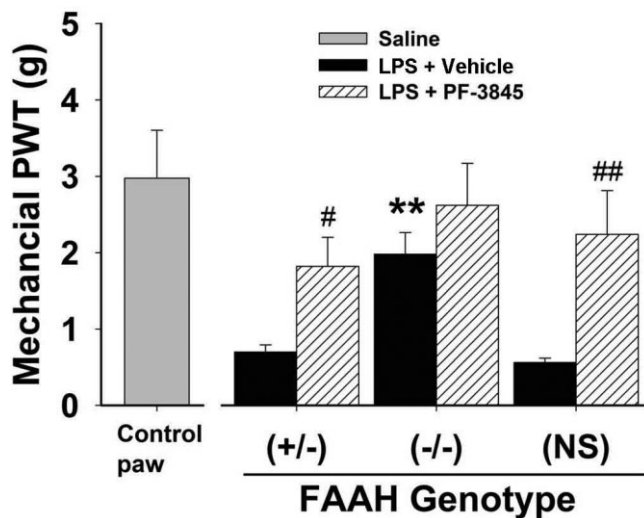 Mechancial PWT (g)
5
4
3
2
1
0
Saline
LPS + Vehicle
LPS + PF-3845
#
**
##
Control
paw
(+/-)
(-/-)
(NS)
FAAH Genotype